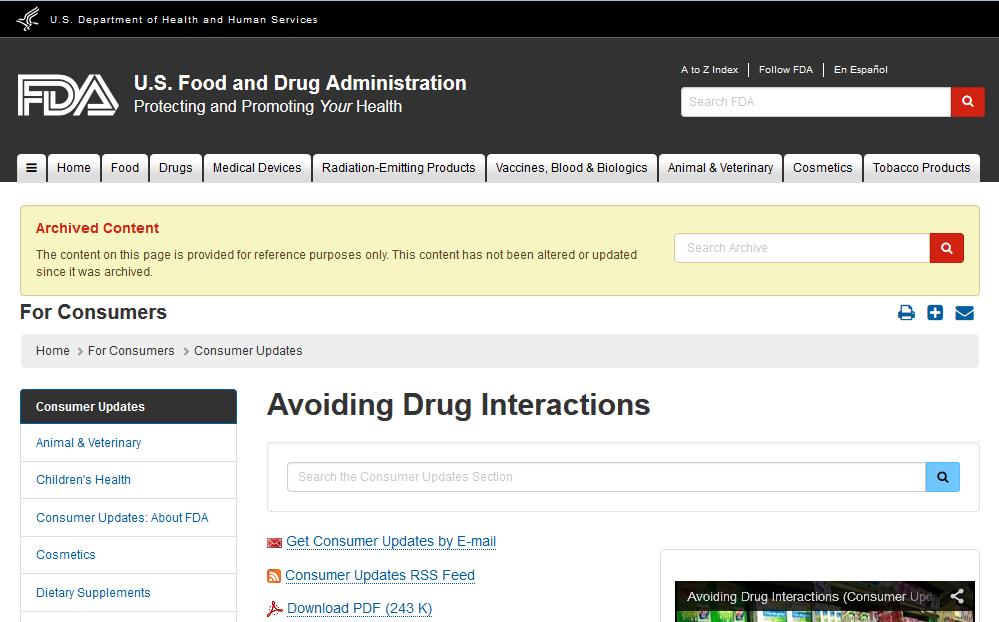 U.S. Department of Health and Human Services
FDA
U.S. Food and Drug Administration
Protecting and Promoting Your Health
A to Z Index
Follow FDA
En Español
Search FDA
Home
Food
Drugs
Medical Devices
Radiation-Emitting Products
Vaccines, Blood & Biologics
Animal & Veterinary
Cosmetics
Tobacco Products
Archived Content
The content on this page is provided for reference purposes only. This content has not been altered or updated
since it was archived.
Search Archive
For Consumers
Home
For Consumers
Consumer Updates
Consumer Updates
Animal & Veterinary
Children's Health
Consumer Updates: About FDA
Cosmetics
Dietary Supplements
Avoiding Drug Interactions
Search the Consumer Updates Section
Get Consumer Updates by E-mail
Consumer Updates RSS Feed
Download PDF (243 K)
Avoiding Drug Interactions (Consumer